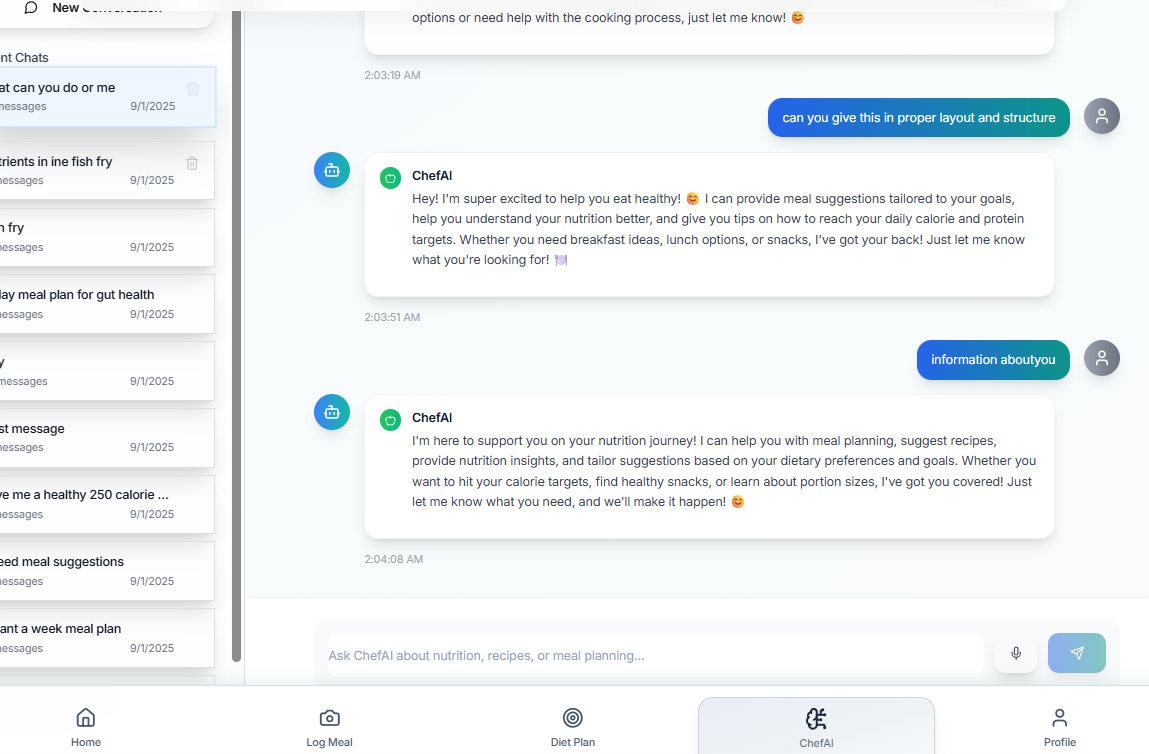 New Conversation
nt Chats
at can you do or me
messages
9/1/2025
trients in ine fish fry
messages
9/1/2025
n fry
essages
9/1/2025
day meal plan for gut health
essages
9/1/2025
y
messages
9/1/2025
st message
essages
9/1/2025
ve me a healthy 250 calorie ...
essages
9/1/2025
eed meal suggestions
essages
9/1/2025
ant a week meal plan
essages
9/1/2025
options or need help with the cooking process, just let me know! 😊
2:03:19 AM
can you give this in proper layout and structure
ChefAI
Hey! I'm super excited to help you eat healthy! 😊 I can provide meal suggestions tailored to your goals,
help you understand your nutrition better, and give you tips on how to reach your daily calorie and protein
targets. Whether you need breakfast ideas, lunch options, or snacks, I've got your back! Just let me know
what you're looking for! 🍽️
2:03:51 AM
information aboutyou
ChefAI
I'm here to support you on your nutrition journey! I can help you with meal planning, suggest recipes,
provide nutrition insights, and tailor suggestions based on your dietary preferences and goals. Whether you
want to hit your calorie targets, find healthy snacks, or learn about portion sizes, I've got you covered! Just
let me know what you need, and we'll make it happen! 😊
2:04:08 AM
Ask ChefAI about nutrition, recipes, or meal planning...
Home
Log Meal
Diet Plan
ChefAI
Profile